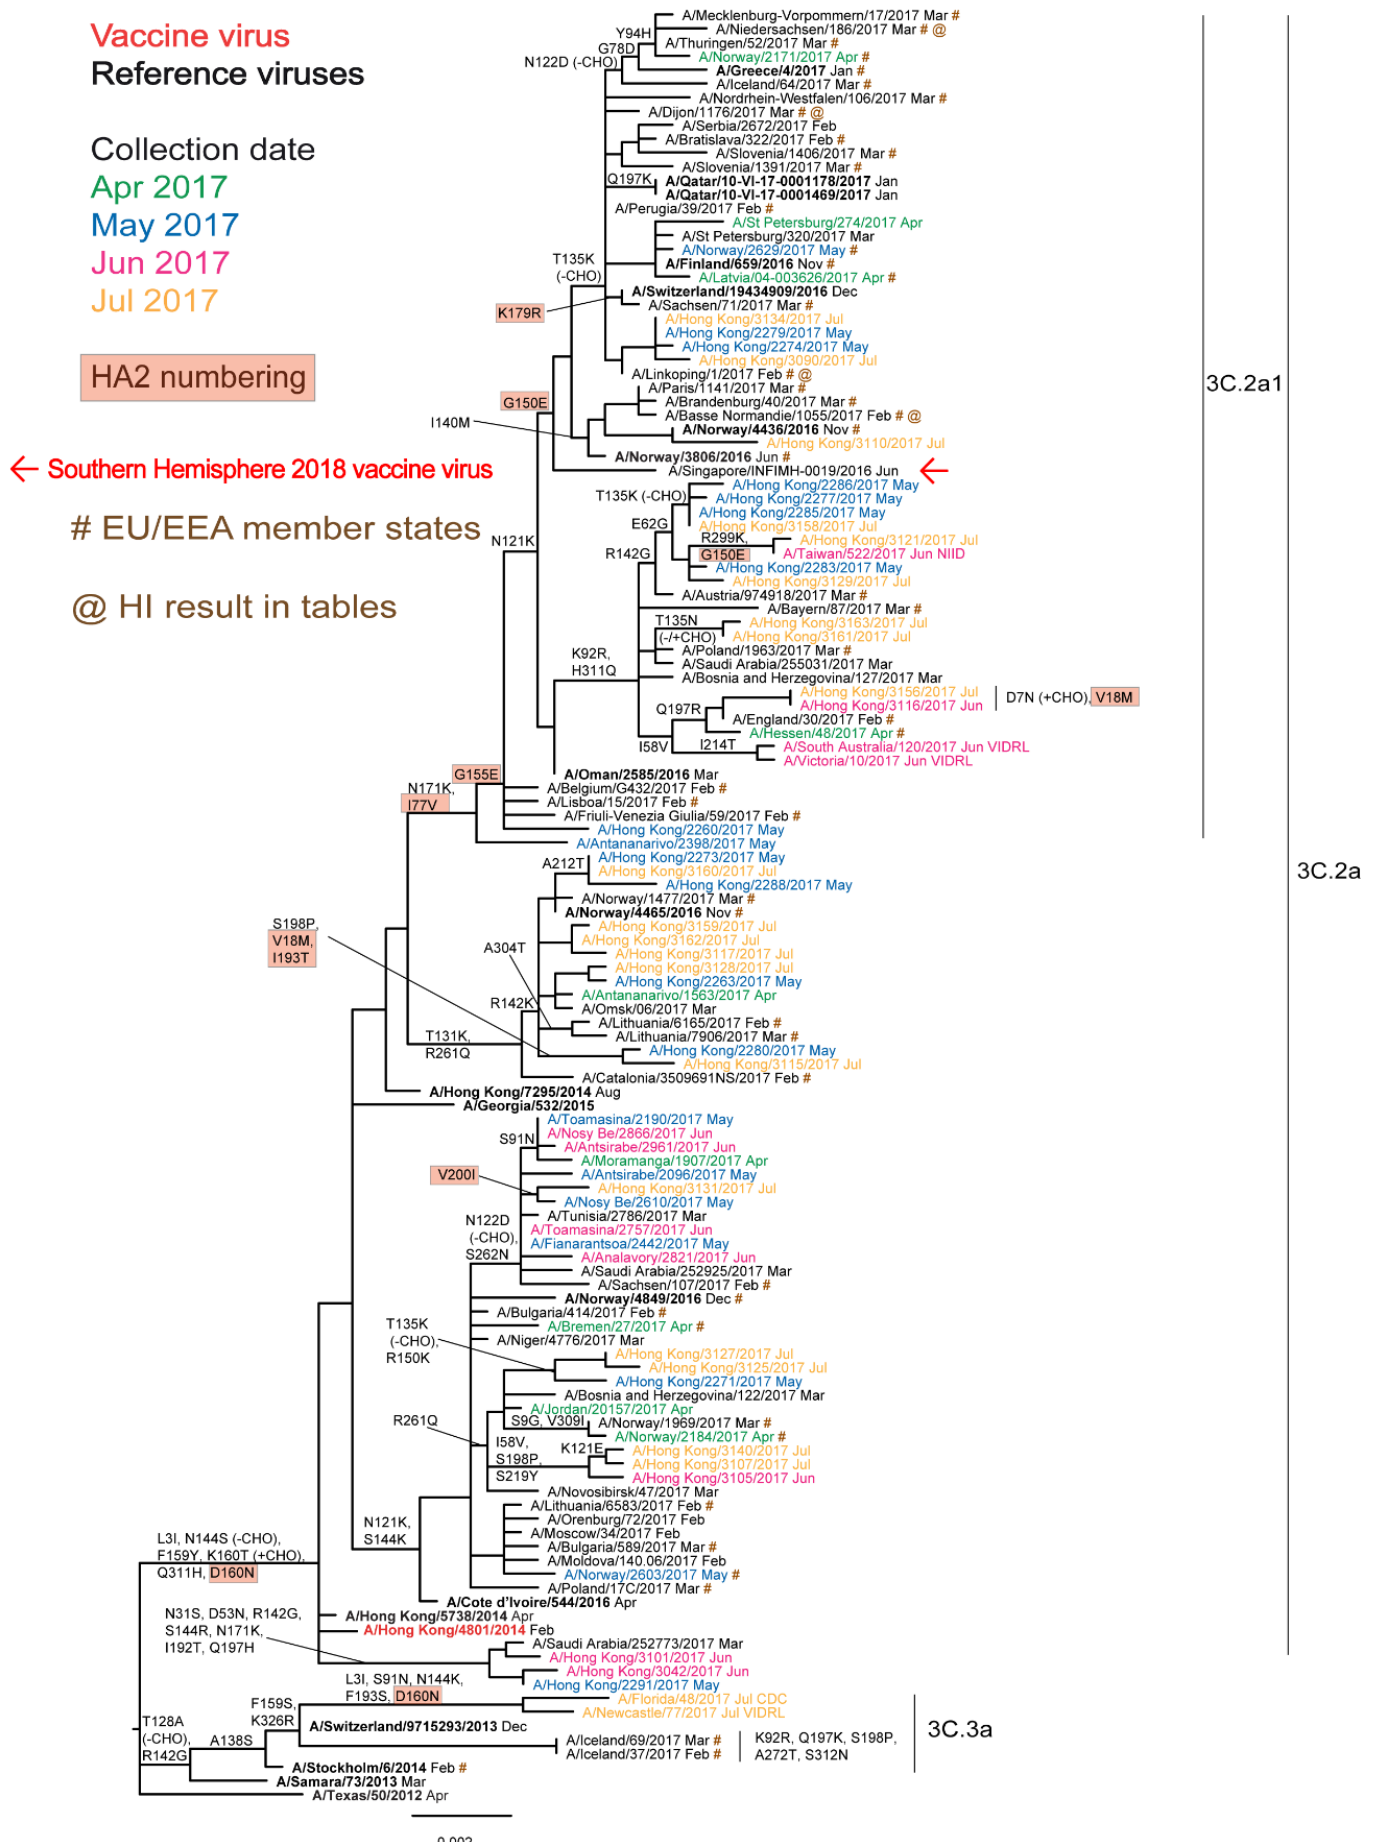 Vaccine virus
Reference viruses
Collection date
Apr 2017
May 2017
Jun 2017
Jul 2017
HA2 numbering
← Southern Hemisphere 2018 vaccine virus
# EU/EEA member states
@ HI result in tables
A/Mecklenburg-Vorpommern/17/2017 Mar #
A/Niedersachsen/186/2017 Mar # @
Y94H
A/Thuringen/52/2017 Mar #
G78D
A/Norway/2171/2017 Apr #
N122D (-CHO)
A/Greece/4/2017 Jan #
A/Iceland/64/2017 Mar #
A/Nordrhein-Westfalen/106/2017 Mar #
A/Dijon/1176/2017 Mar # @
A/Serbia/2672/2017 Feb
A/Bratislava/322/2017 Feb #
A/Slovenia/1406/2017 Mar #
A/Slovenia/1391/2017 Mar #
Q197K
A/Qatar/10-VI-17-0001178/2017 Jan
A/Qatar/10-VI-17-0001469/2017 Jan
A/Perugia/39/2017 Feb #
A/St Petersburg/274/2017 Apr
A/St Petersburg/320/2017 Mar
A/Norway/2629/2017 May #
T135K
(-CHO)
A/Finland/659/2016 Nov #
A/Latvia/04-003626/2017 Apr #
A/Switzerland/19434909/2016 Dec
K179R
A/Sachsen/71/2017 Mar #
A/Hong Kong/3134/2017 Jul
A/Hong Kong/2279/2017 May
A/Hong Kong/2274/2017 May
A/Hong Kong/3090/2017 Jul
A/Linkoping/1/2017 Feb # @
3C.2a1
A/Paris/1141/2017 Mar #
G150E
A/Brandenburg/40/2017 Mar #
A/Basse Normandie/1055/2017 Feb # @
I140M
A/Norway/4436/2016 Nov #
A/Hong Kong/3110/2017 Jul
A/Norway/3806/2016 Jun #
A/Singapore/INFIMH-0019/2016 Jun ←
A/Hong Kong/2286/2017 May
T135K (-CHO)
A/Hong Kong/2277/2017 May
A/Hong Kong/2285/2017 May
E62G
A/Hong Kong/3158/2017 Jul
N121K
R299K,
G150E
A/Hong Kong/3121/2017 Jul
R142G
A/Taiwan/522/2017 Jun NIID
A/Hong Kong/2283/2017 May
A/Hong Kong/3129/2017 Jul
A/Austria/974918/2017 Mar #
A/Bayern/87/2017 Mar #
T135N
(-/+CHO)
A/Hong Kong/3163/2017 Jul
A/Hong Kong/3161/2017 Jul
A/Poland/1963/2017 Mar #
K92R,
H311Q
A/Saudi Arabia/255031/2017 Mar
A/Bosnia and Herzegovina/127/2017 Mar
A/Hong Kong/3156/2017 Jul
D7N (+CHO), V18M
A/Hong Kong/3116/2017 Jun
Q197R
A/England/30/2017 Feb #
A/Hessen/48/2017 Apr #
I58V
I214T
A/South Australia/120/2017 Jun VIDRL
A/Victoria/10/2017 Jun VIDRL
G155E
A/Oman/2585/2016 Mar
N171K,
I77V
A/Belgium/G432/2017 Feb #
A/Lisboa/15/2017 Feb #
A/Friuli-Venezia Giulia/59/2017 Feb #
A/Hong Kong/2260/2017 May
A/Antananarivo/2398/2017 May
3C.2a
A212T
A/Hong Kong/2273/2017 May
A/Hong Kong/3160/2017 Jul
A/Hong Kong/2288/2017 May
A/Norway/1477/2017 Mar #
A/Norway/4465/2016 Nov #
S198P,
V18M,
I193T
A/Hong Kong/3159/2017 Jul
A/Hong Kong/3162/2017 Jul
A304T
A/Hong Kong/3117/2017 Jul
A/Hong Kong/3128/2017 Jul
A/Hong Kong/2263/2017 May
A/Antananarivo/1563/2017 Apr
R142K
A/Omsk/06/2017 Mar
A/Lithuania/6165/2017 Feb #
T131K,
R261Q
A/Lithuania/7906/2017 Mar #
A/Hong Kong/2280/2017 May
A/Hong Kong/3115/2017 Jul
A/Catalonia/3509691NS/2017 Feb #
A/Hong Kong/7295/2014 Aug
A/Georgia/532/2015
A/Toamasina/2190/2017 May
S91N
A/Nosy Be/2866/2017 Jun
A/Antsirabe/2961/2017 Jun
A/Moramanga/1907/2017 Apr
V200I
A/Antsirabe/2096/2017 May
A/Hong Kong/3131/2017 Jul
A/Nosy Be/2610/2017 May
A/Tunisia/2786/2017 Mar
N122D
(-CHO),
S262N
A/Toamasina/2757/2017 Jun
A/Fianarantsoa/2442/2017 May
A/Analavory/2821/2017 Jun
A/Saudi Arabia/252925/2017 Mar
A/Sachsen/107/2017 Feb #
A/Norway/4849/2016 Dec #
A/Bulgaria/414/2017 Feb #
T135K
(-CHO),
R150K
A/Bremen/27/2017 Apr #
A/Niger/4776/2017 Mar
A/Hong Kong/3127/2017 Jul
A/Hong Kong/3125/2017 Jul
A/Hong Kong/2271/2017 May
A/Bosnia and Herzegovina/122/2017 Mar
A/Jordan/20157/2017 Apr
R261Q
S9G, V309I
A/Norway/1969/2017 Mar #
A/Norway/2184/2017 Apr #
I58V,
S198P,
S219Y
K121E
A/Hong Kong/3140/2017 Jul
A/Hong Kong/3107/2017 Jul
A/Hong Kong/3105/2017 Jun
A/Novosibirsk/47/2017 Mar
A/Lithuania/6583/2017 Feb #
N121K,
S144K
A/Orenburg/72/2017 Feb
A/Moscow/34/2017 Feb
A/Bulgaria/589/2017 Mar #
A/Moldova/140.06/2017 Feb
A/Norway/2603/2017 May #
A/Poland/17C/2017 Mar #
L3I, N144S (-CHO),
F159Y, K160T (+CHO),
Q311H, D160N
A/Cote d'Ivoire/544/2016 Apr
A/Hong Kong/5738/2014 Apr
A/Hong Kong/4801/2014 Feb
N31S, D53N, R142G,
S144R, N171K,
I192T, Q197H
A/Saudi Arabia/252773/2017 Mar
A/Hong Kong/3101/2017 Jun
A/Hong Kong/3042/2017 Jun
A/Hong Kong/2291/2017 May
L3I, S91N, N144K,
F193S, D160N
A/Florida/48/2017 Jul CDC
A/Newcastle/77/2017 Jul VIDRL
F159S,
K326R
A/Switzerland/9715293/2013 Dec
3C.3a
T128A
(-CHO),
R142G
A138S
A/Iceland/69/2017 Mar #
A/Iceland/37/2017 Feb #
K92R, Q197K, S198P,
A272T, S312N
A/Stockholm/6/2014 Feb #
A/Samara/73/2013 Mar
A/Texas/50/2012 Apr